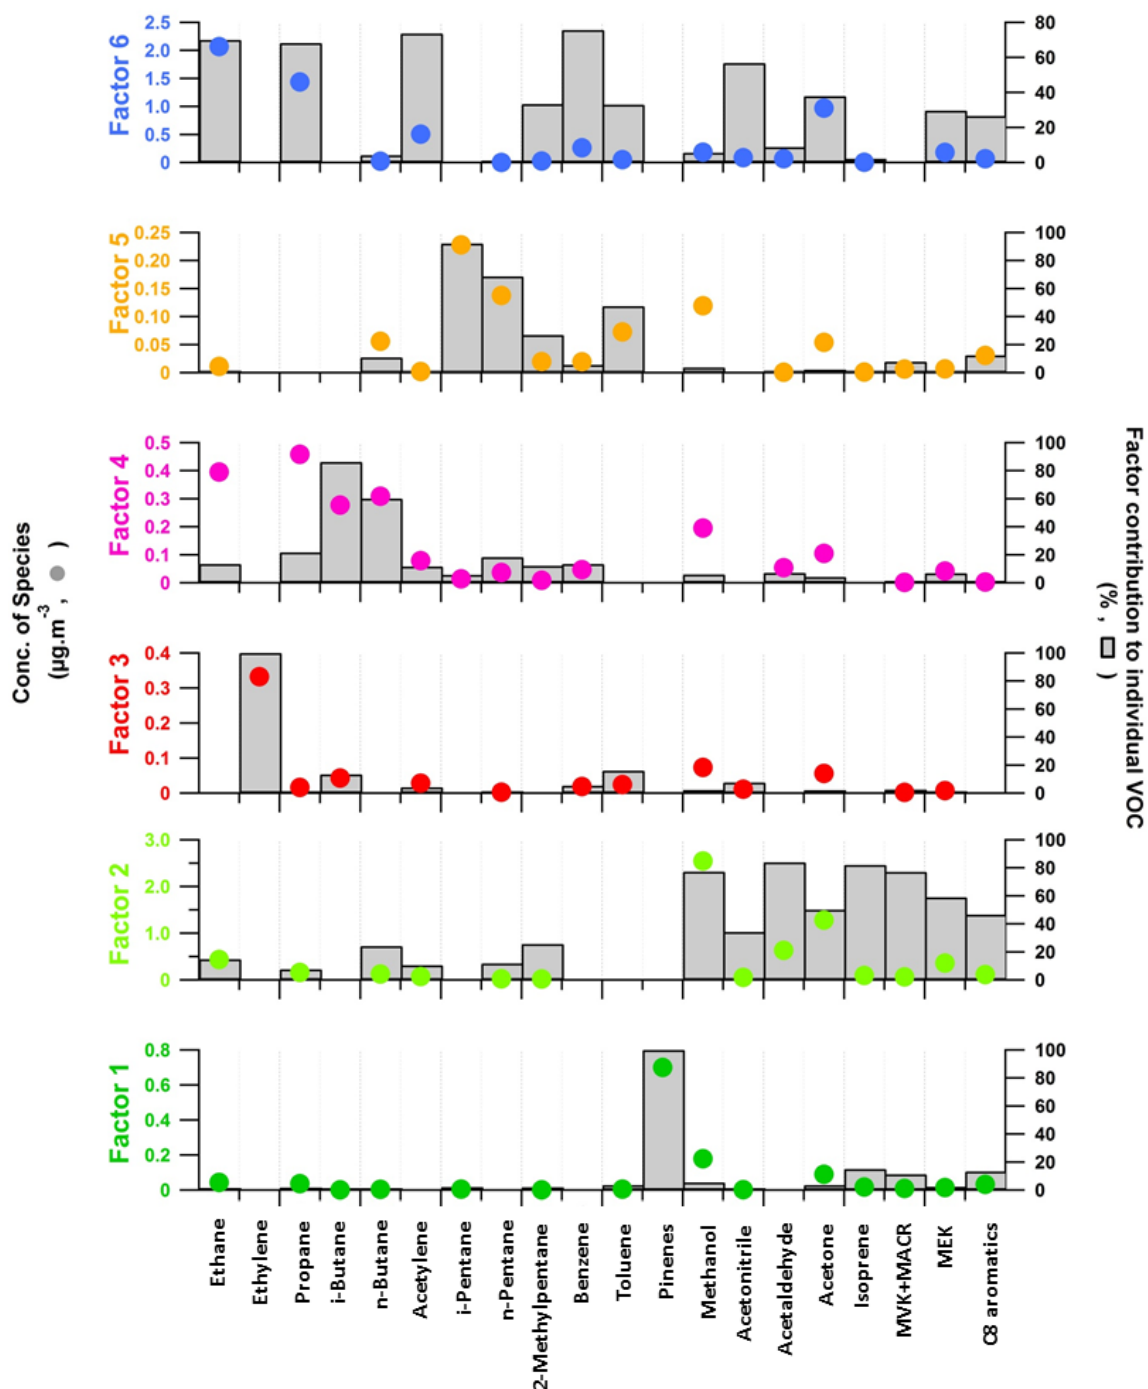 Factor 6
2.5
2.0
1.5
1.0
0.5
0
80
60
40
20
0
Factor 5
0.25
0.20
0.15
0.10
0.05
0
100
80
60
40
20
0
Factor 4
0.5
0.4
0.3
0.2
0.1
0
100
80
60
40
20
0
Factor 3
0.4
0.3
0.2
0.1
0
100
80
60
40
20
0
Factor 2
3.0
2.0
1.0
0
100
80
60
40
20
0
Factor 1
0.8
0.6
0.4
0.2
0
100
80
60
40
20
0
Conc. of Species
(µg.m⁻³, )
Factor contribution to individual VOC
(%, )
Ethane
Ethylene
Propane
i-Butane
n-Butane
Acetylene
i-Pentane
n-Pentane
2-Methylpentane
Benzene
Toluene
Pinenes
Methanol
Acetonitrile
Acetaldehyde
Acetone
Isoprene
MVK+MACR
MEK
C8 aromatics